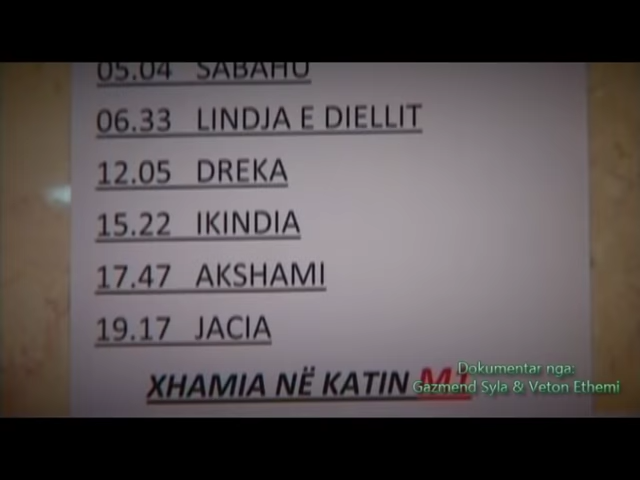 05.04 SABAHU
06.33 LINDJA E DIELLIT
12.05 DREKA
15.22 IKINDIA
17.47 AKSHAMI
19.17 JACIA
XHAMIA NË KATIN
Dokumentar nga:
Gazmend Syla & Veton Ethemi